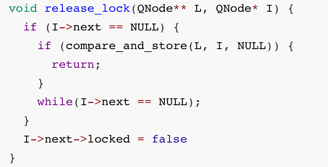 void release_lock(QNode** L, QNode* I) {
if (I->next == NULL) {
if (compare_and_store(L, I, NULL)) {
return;
}
while(I->next == NULL);
}
I->next->locked = false
}